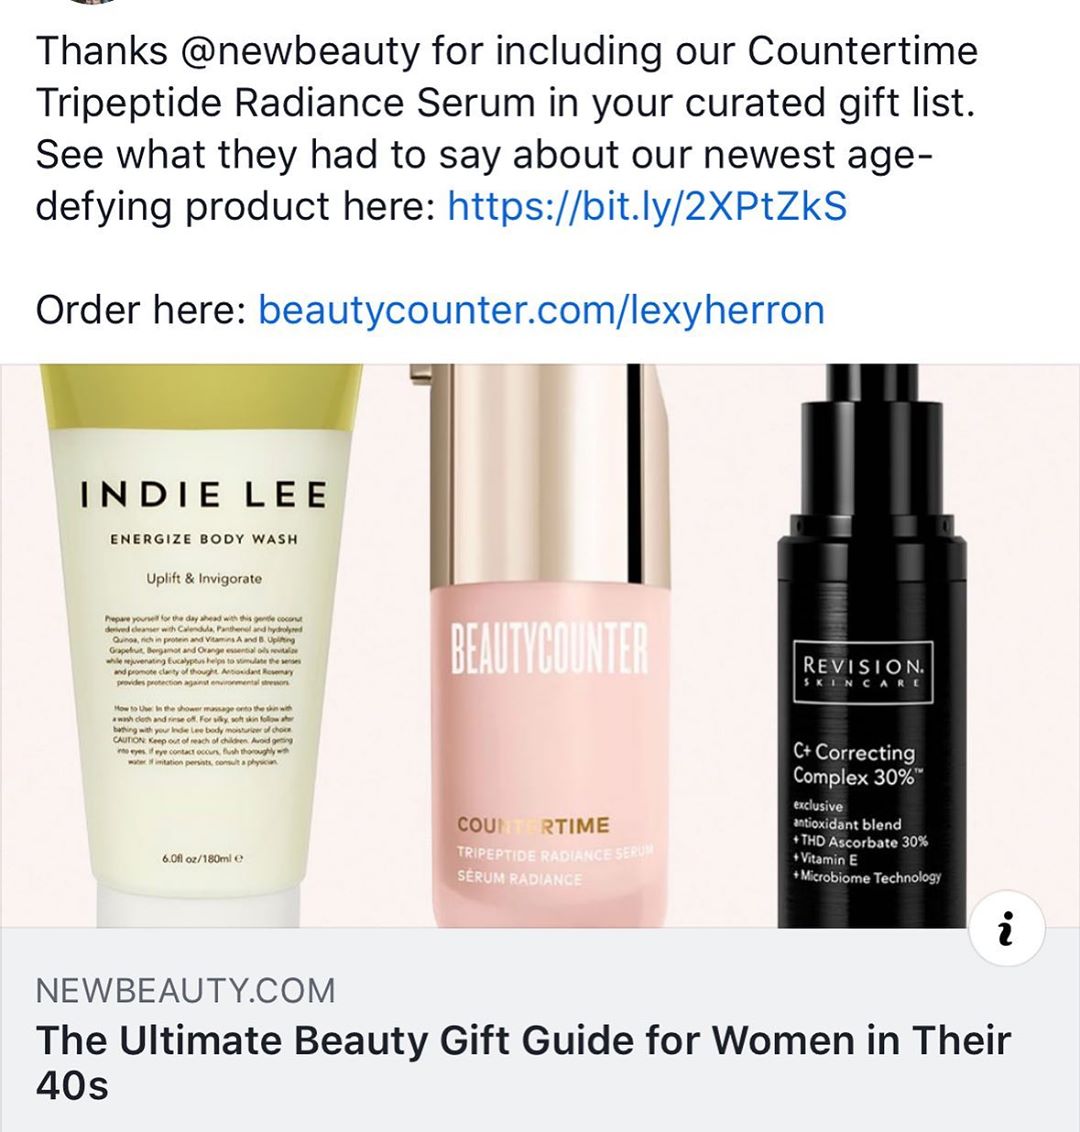 Thanks @newbeauty for including our Countertime
Tripeptide Radiance Serum in your curated gift list.
See what they had to say about our newest age-
defying product here: https://bit.ly/2XPtZkS
Order here: beautycounter.com/lexyherron
INDIE LEE
ENERGIZE BODY WASH
Uplift & Invigorate
Prepare yourself for the day ahead with this gentle coconut
derived cleanser with Calendula, Panthenol and hydrolyzed
Quinoa, rich in protein and Vitamins A and B. Uplifting
Grapefruit, Bergamot and Orange essential oils revitalize
while rejuvenating Eucalyptus helps to stimulate the senses
and promote clarity of thought. Antioxidant Rosemary
provides protection against environmental stressors.
How to Use: In the shower massage onto the skin with
a wash cloth and rinse off. For silky, soft skin follow after
bathing with your Indie Lee body moisturizer of choice.
CAUTION: Keep out of reach of children. Avoid getting
into eyes. If eye contact occurs, flush thoroughly with
water. If irritation persists, consult a physician.
6.0fl oz/180ml e
BEAUTYCOUNTER
COUNTERTIME
TRIPEPTIDE RADIANCE SERUM
SÉRUM RADIANCE
REVISION.
SKINCARE
C+ Correcting
Complex 30%™
exclusive
antioxidant blend
+THD Ascorbate 30%
+Vitamin E
+Microbiome Technology
i
NEWBEAUTY.COM
The Ultimate Beauty Gift Guide for Women in Their
40s